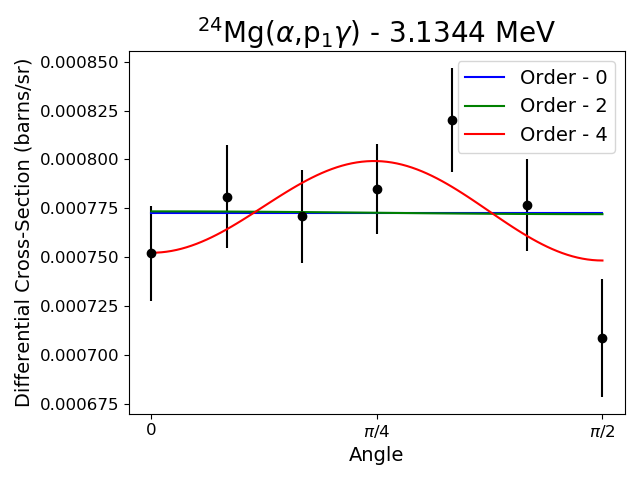 ²⁴Mg(α,p₁γ) - 3.1344 MeV
Differential Cross-Section (barns/sr)
0.000850
0.000825
0.000800
0.000775
0.000750
0.000725
0.000700
0.000675
Order - 0
Order - 2
Order - 4
0
π/4
π/2
Angle